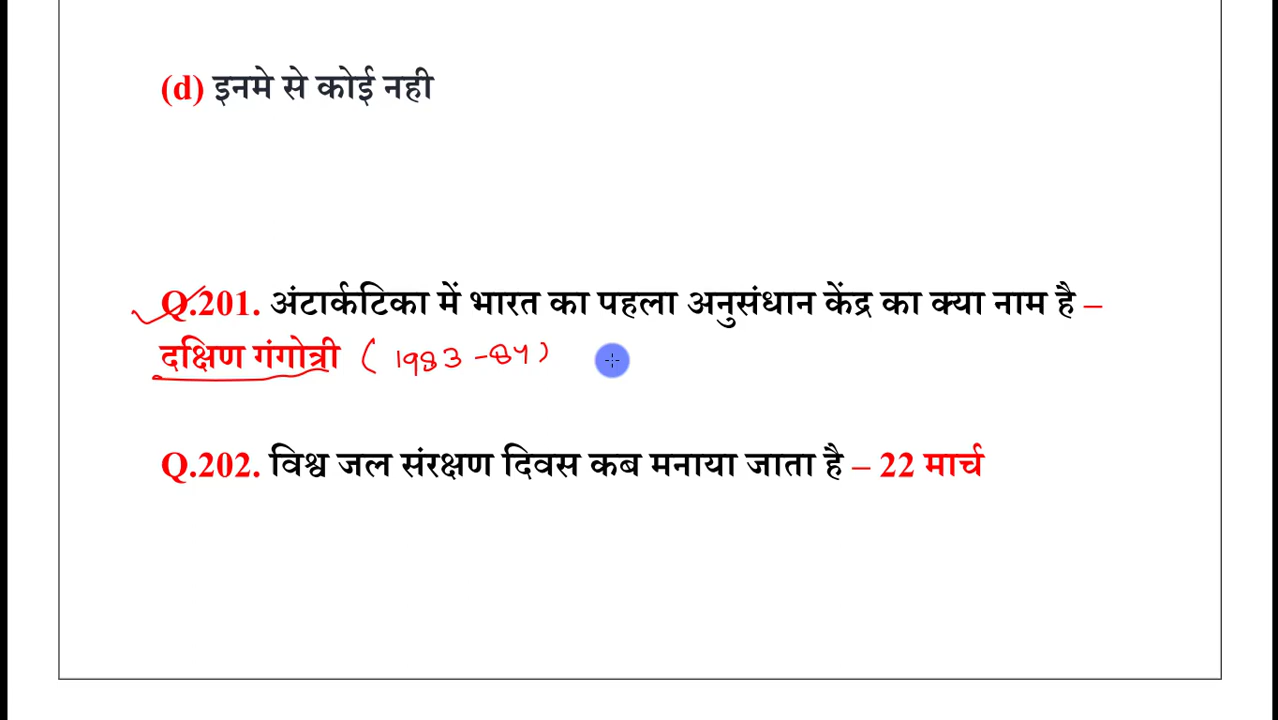 (d) इनमे से कोई नही
Q.201. अंटार्कटिका में भारत का पहला अनुसंधान केंद्र का क्या नाम है –
दक्षिण गंगोत्री ( 1983 -84)
Q.202. विश्व जल संरक्षण दिवस कब मनाया जाता है – 22 मार्च